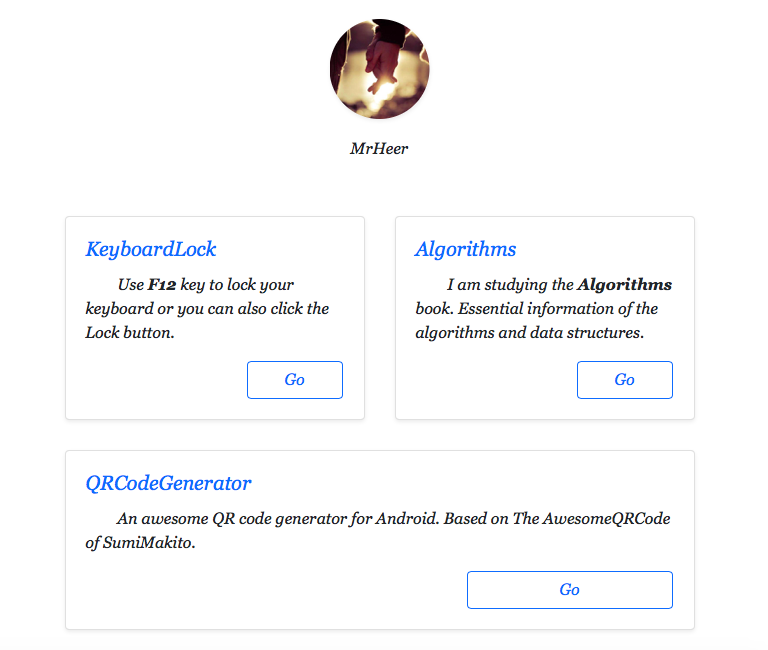 MrHeer
KeyboardLock
Use F12 key to lock your
keyboard or you can also click the
Lock button.
Go
Algorithms
I am studying the Algorithms
book. Essential information of the
algorithms and data structures.
Go
QRCodeGenerator
An awesome QR code generator for Android. Based on The AwesomeQRCode
of SumiMakito.
Go